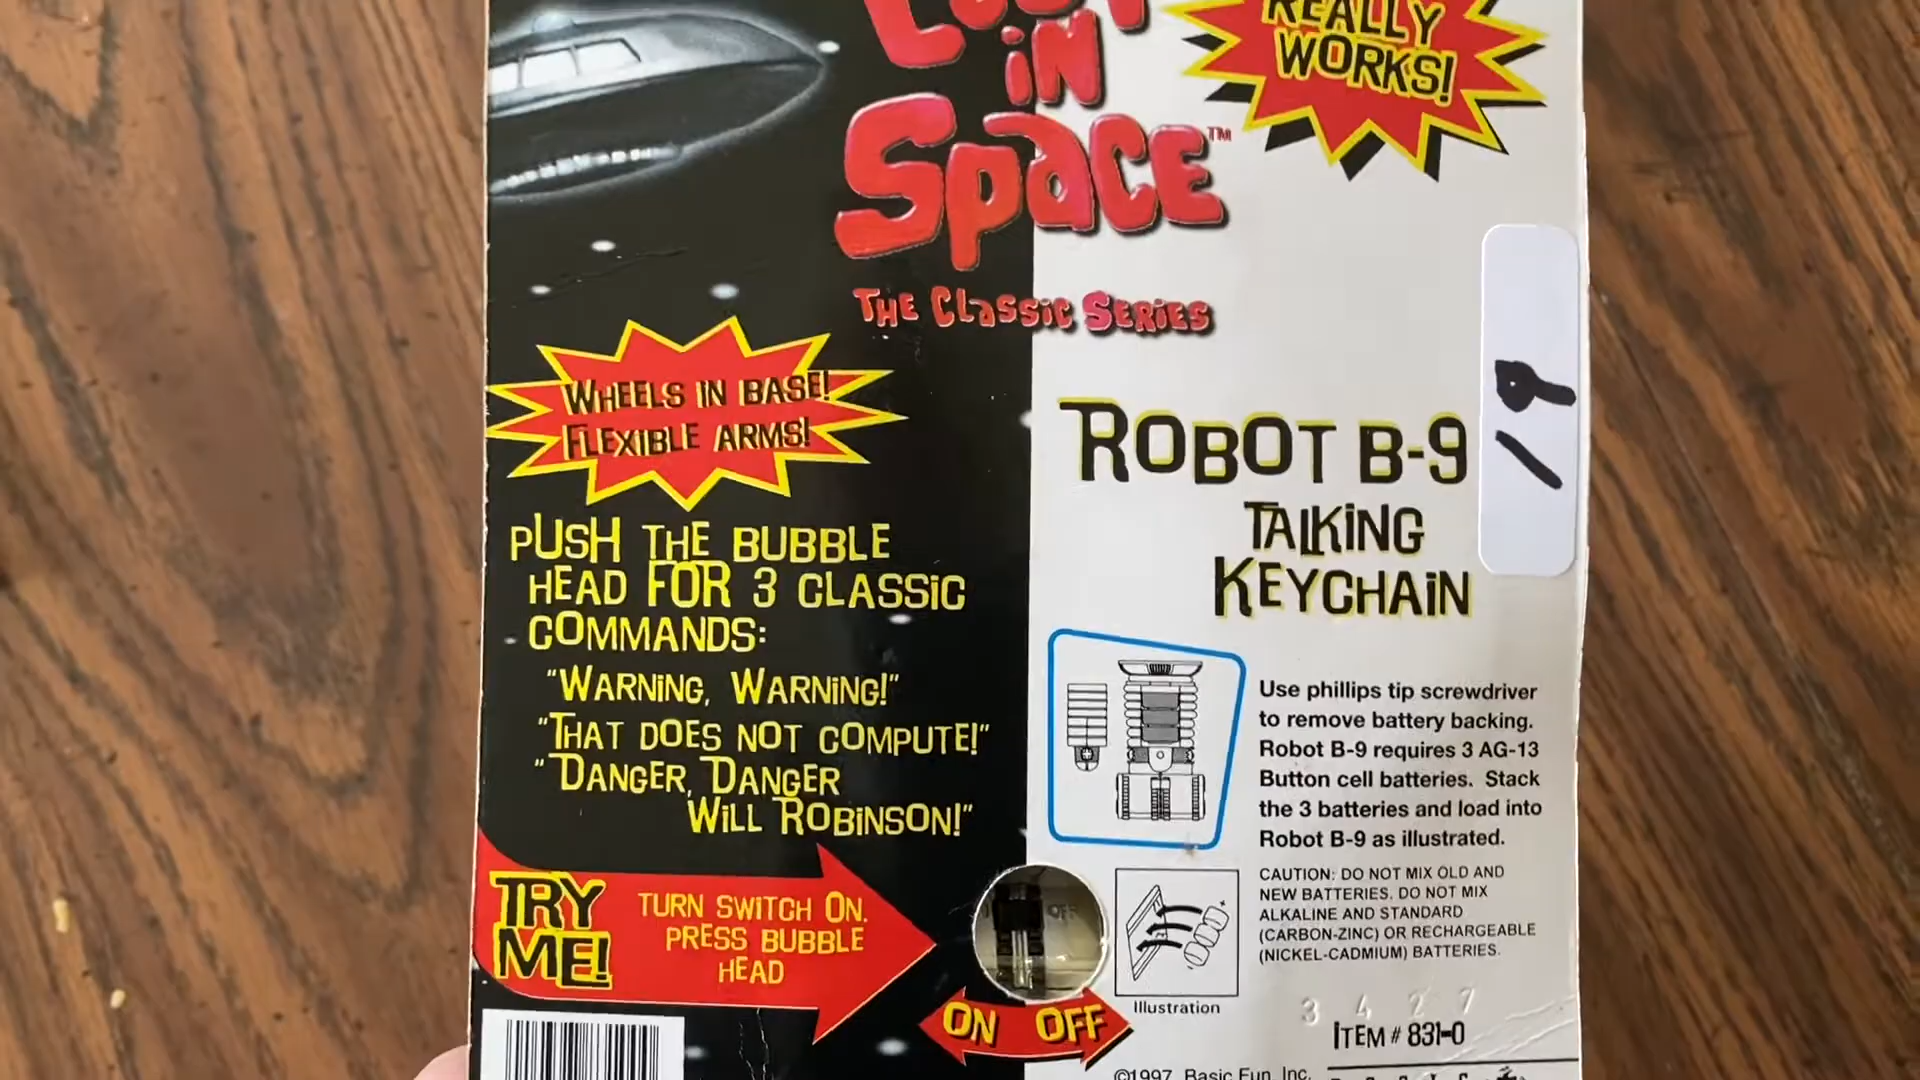 Lost
in
Space™
The Classic Series
REALLY
WORKS!
WHEELS IN BASE!
FLEXIBLE ARMS!
PUSH THE BUBBLE
HEAD FOR 3 CLASSIC
COMMANDS:
"WARNING, WARNING!"
"THAT DOES NOT COMPUTE!"
"DANGER, DANGER
WILL ROBINSON!"
TRY
ME!
TURN SWITCH ON.
PRESS BUBBLE
HEAD
ON OFF
OFF
19
ROBOT B-9
TALKING
KEYCHAIN
Use phillips tip screwdriver
to remove battery backing.
Robot B-9 requires 3 AG-13
Button cell batteries. Stack
the 3 batteries and load into
Robot B-9 as illustrated.
CAUTION: DO NOT MIX OLD AND
NEW BATTERIES. DO NOT MIX
ALKALINE AND STANDARD
(CARBON-ZINC) OR RECHARGEABLE
(NICKEL-CADMIUM) BATTERIES.
Illustration
3 4 2 7
ITEM # 831-0
©1997 Basic Fun, Inc.